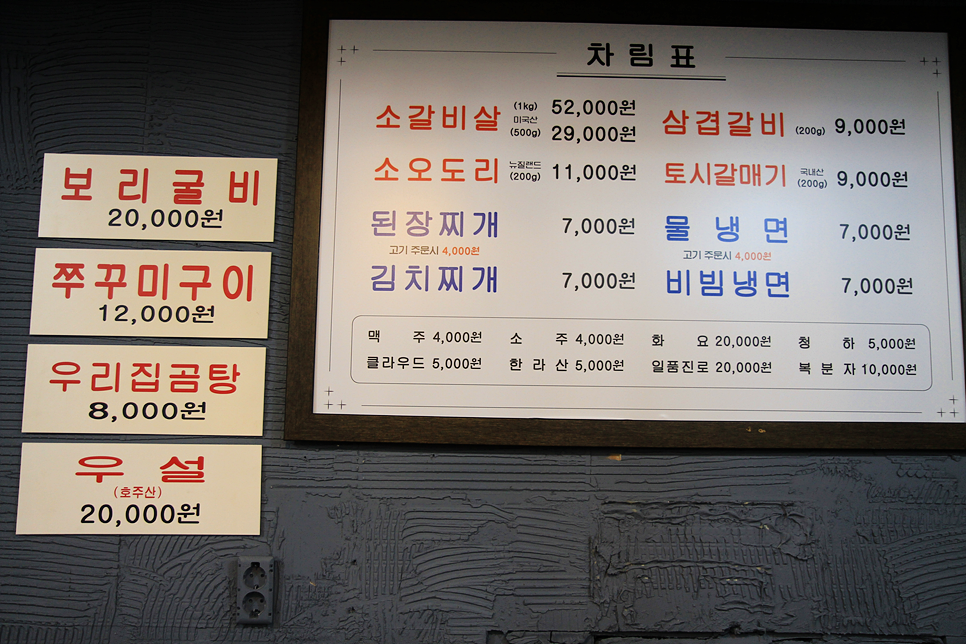 보리굴비
20,000원
쭈꾸미구이
12,000원
우리집곰탕
8,000원
우설
(호주산)
20,000원
차림표
소갈비살 (1kg) 52,000원
미국산
(500g) 29,000원
삼겹갈비 (200g) 9,000원
소오도리 뉴질랜드 (200g) 11,000원
토시갈매기 국내산 (200g) 9,000원
된장찌개 7,000원
고기 주문시 4,000원
물냉면 7,000원
고기 주문시 4,000원
김치찌개 7,000원
비빔냉면 7,000원
맥주 4,000원 소주 4,000원 화요 20,000원 청하 5,000원
클라우드 5,000원 한라산 5,000원 일품진로 20,000원 복분자 10,000원